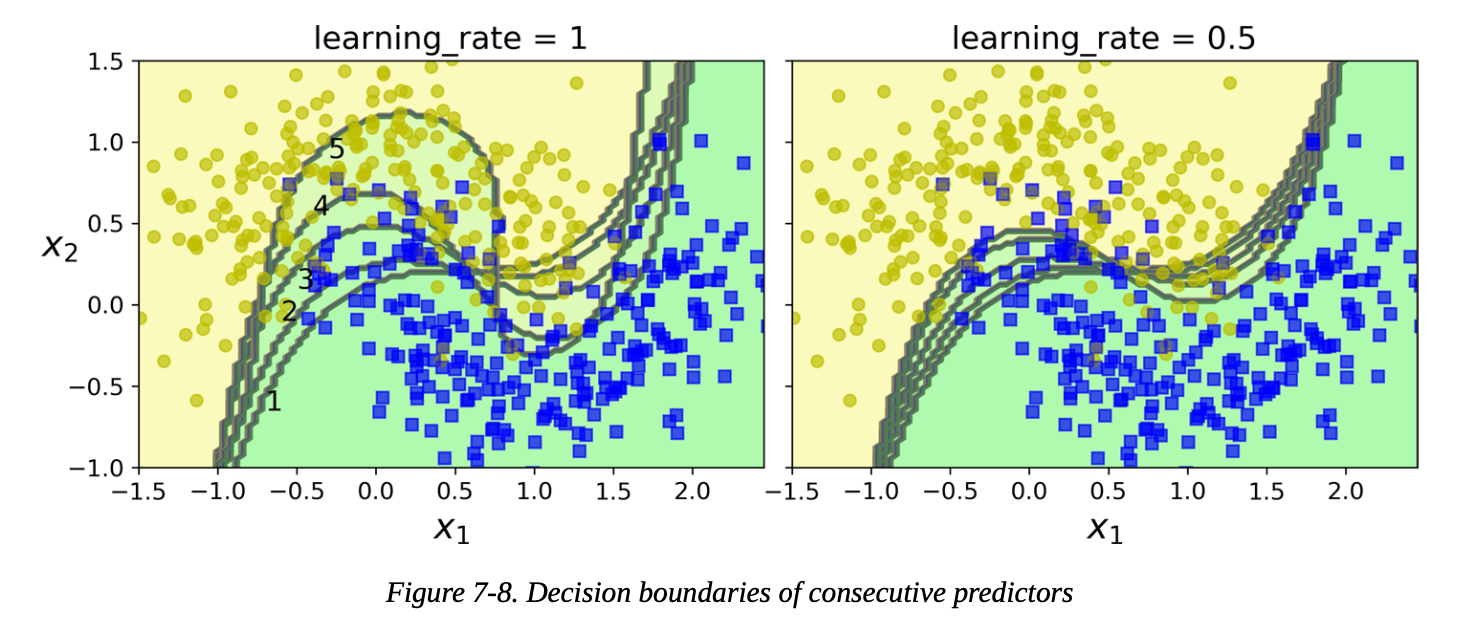 learning_rate = 1
learning_rate = 0.5
1.5
1.0
0.5
0.0
−0.5
−1.0
x2
5
4
3
2
1
−1.5 −1.0 −0.5 0.0 0.5 1.0 1.5 2.0
−1.5 −1.0 −0.5 0.0 0.5 1.0 1.5 2.0
x1
x1
Figure 7-8. Decision boundaries of consecutive predictors